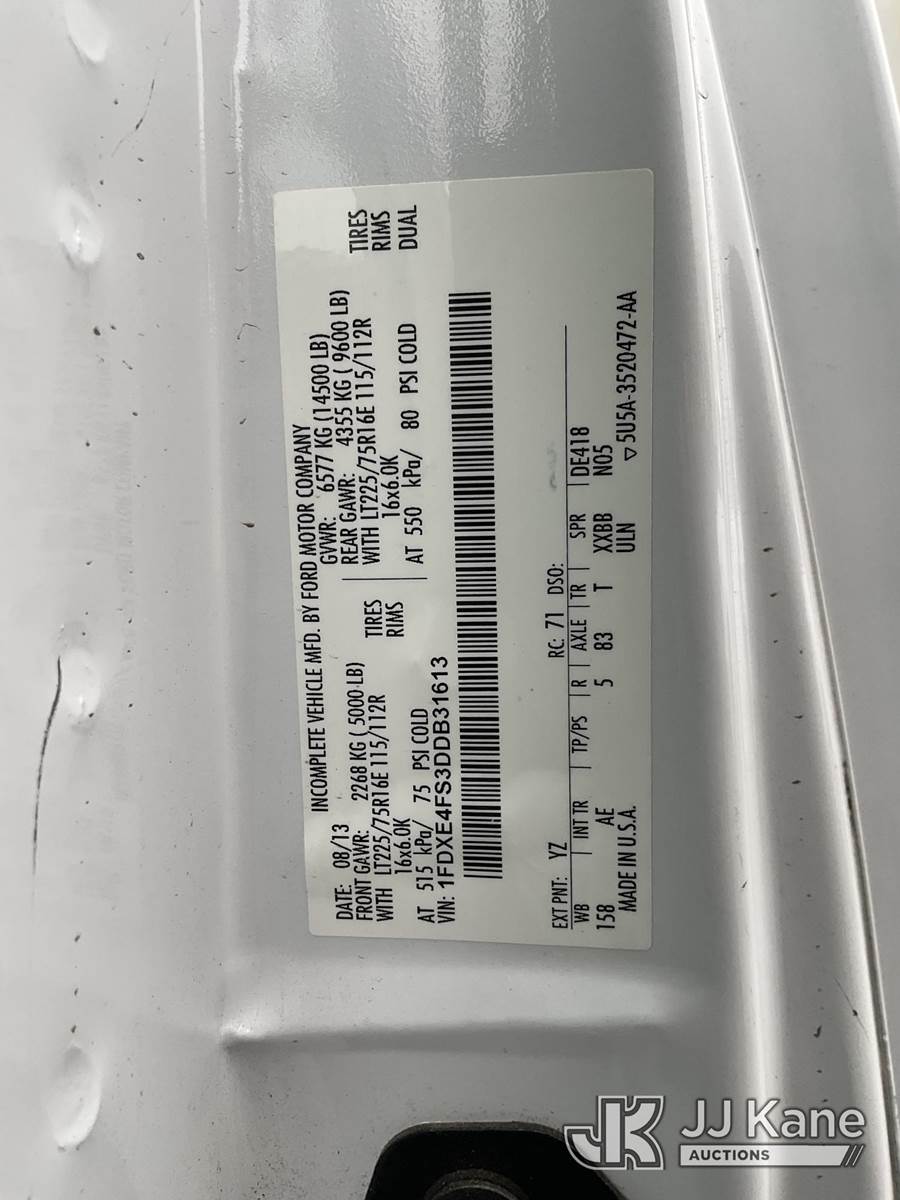 INCOMPLETE VEHICLE MFD. BY FORD MOTOR COMPANY
DATE: 08/13 GVWR: 6577 KG (14500 LB)
FRONT GAWR: 2268 KG ( 5000 LB) REAR GAWR: 4355 KG ( 9600 LB)
WITH LT225/75R16E 115/112R TIRES WITH LT225/75R16E 115/112R TIRES
16x6.0K RIMS 16x6.0K RIMS
AT 515 kPa/ 75 PSI COLD AT 550 kPa/ 80 PSI COLD DUAL
VIN: 1FDXE4FS3DDB31613
EXT PNT: YZ RC: 71 DSO:
WB INT TR TP/PS R AXLE TR SPR DE418
158 AE 5 83 T XXBB N05
MADE IN U.S.A. ULN ▽5U5A-3520472-AA
JK JJ Kane
AUCTIONS